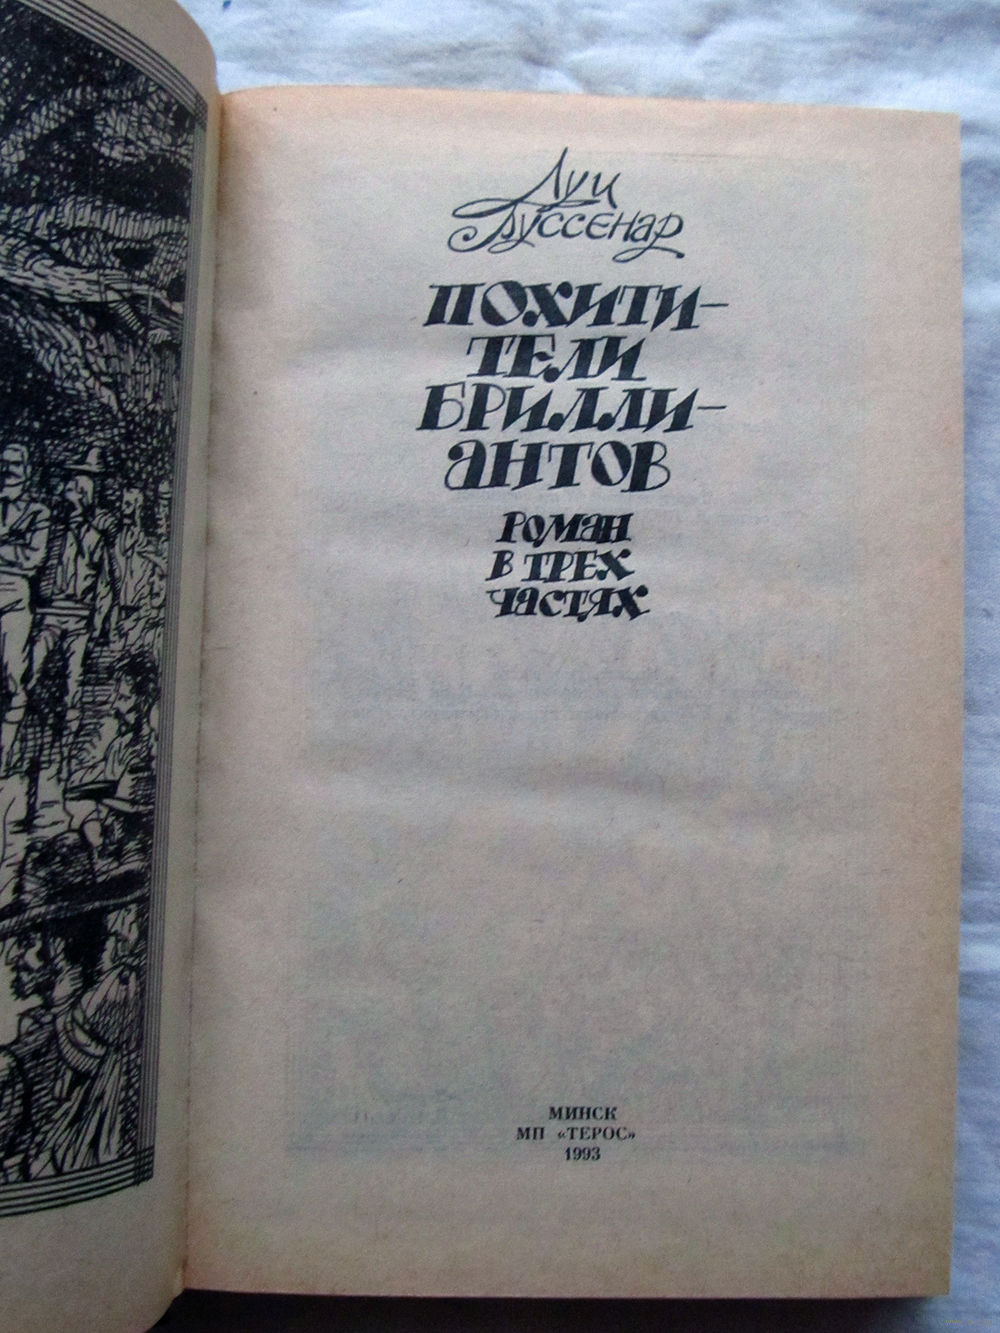 Луи
Буссенар
ПОХИТИ-
ТЕЛИ
БРИЛЛИ-
АНТОВ
РОМАН
В ТРЕХ
ЧАСТЯХ
МИНСК
МП «ТЕРОС»
1993